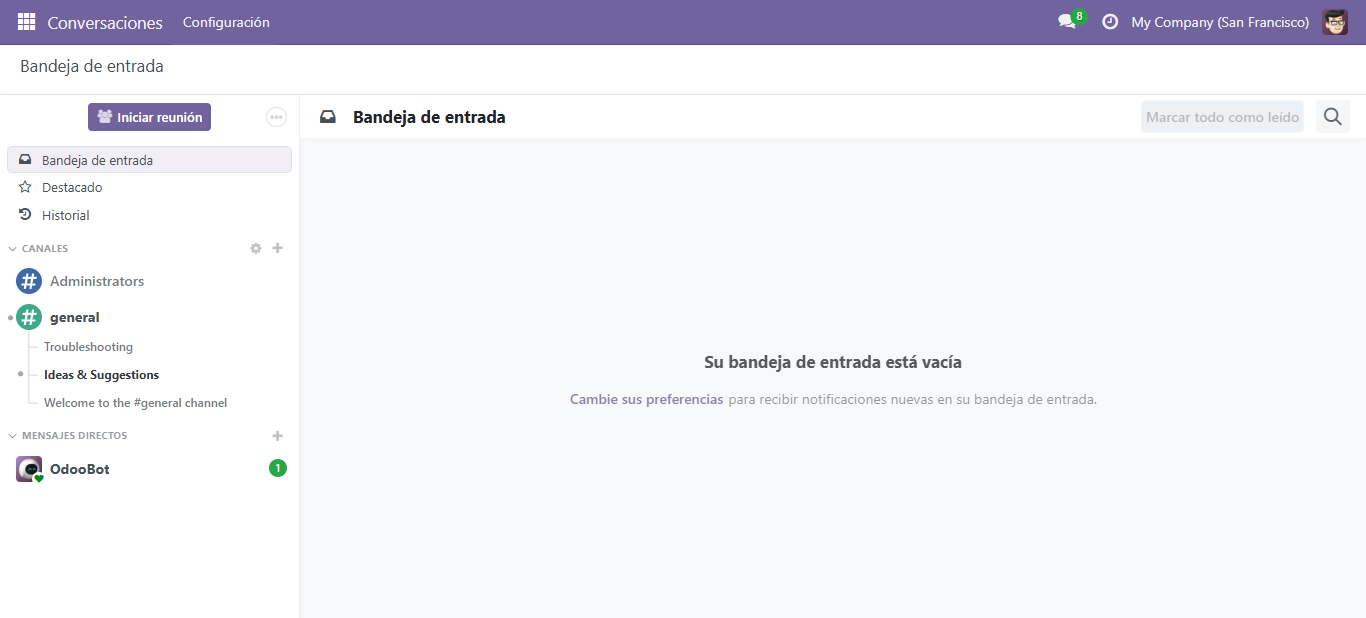 Conversaciones Configuración 8 My Company (San Francisco)
Bandeja de entrada
Iniciar reunión
Bandeja de entrada
Marcar todo como leído
Bandeja de entrada
Destacado
Historial
CANALES
# Administrators
# general
Troubleshooting
Ideas & Suggestions
Welcome to the #general channel
MENSAJES DIRECTOS
OdooBot 1
Su bandeja de entrada está vacía
Cambie sus preferencias para recibir notificaciones nuevas en su bandeja de entrada.